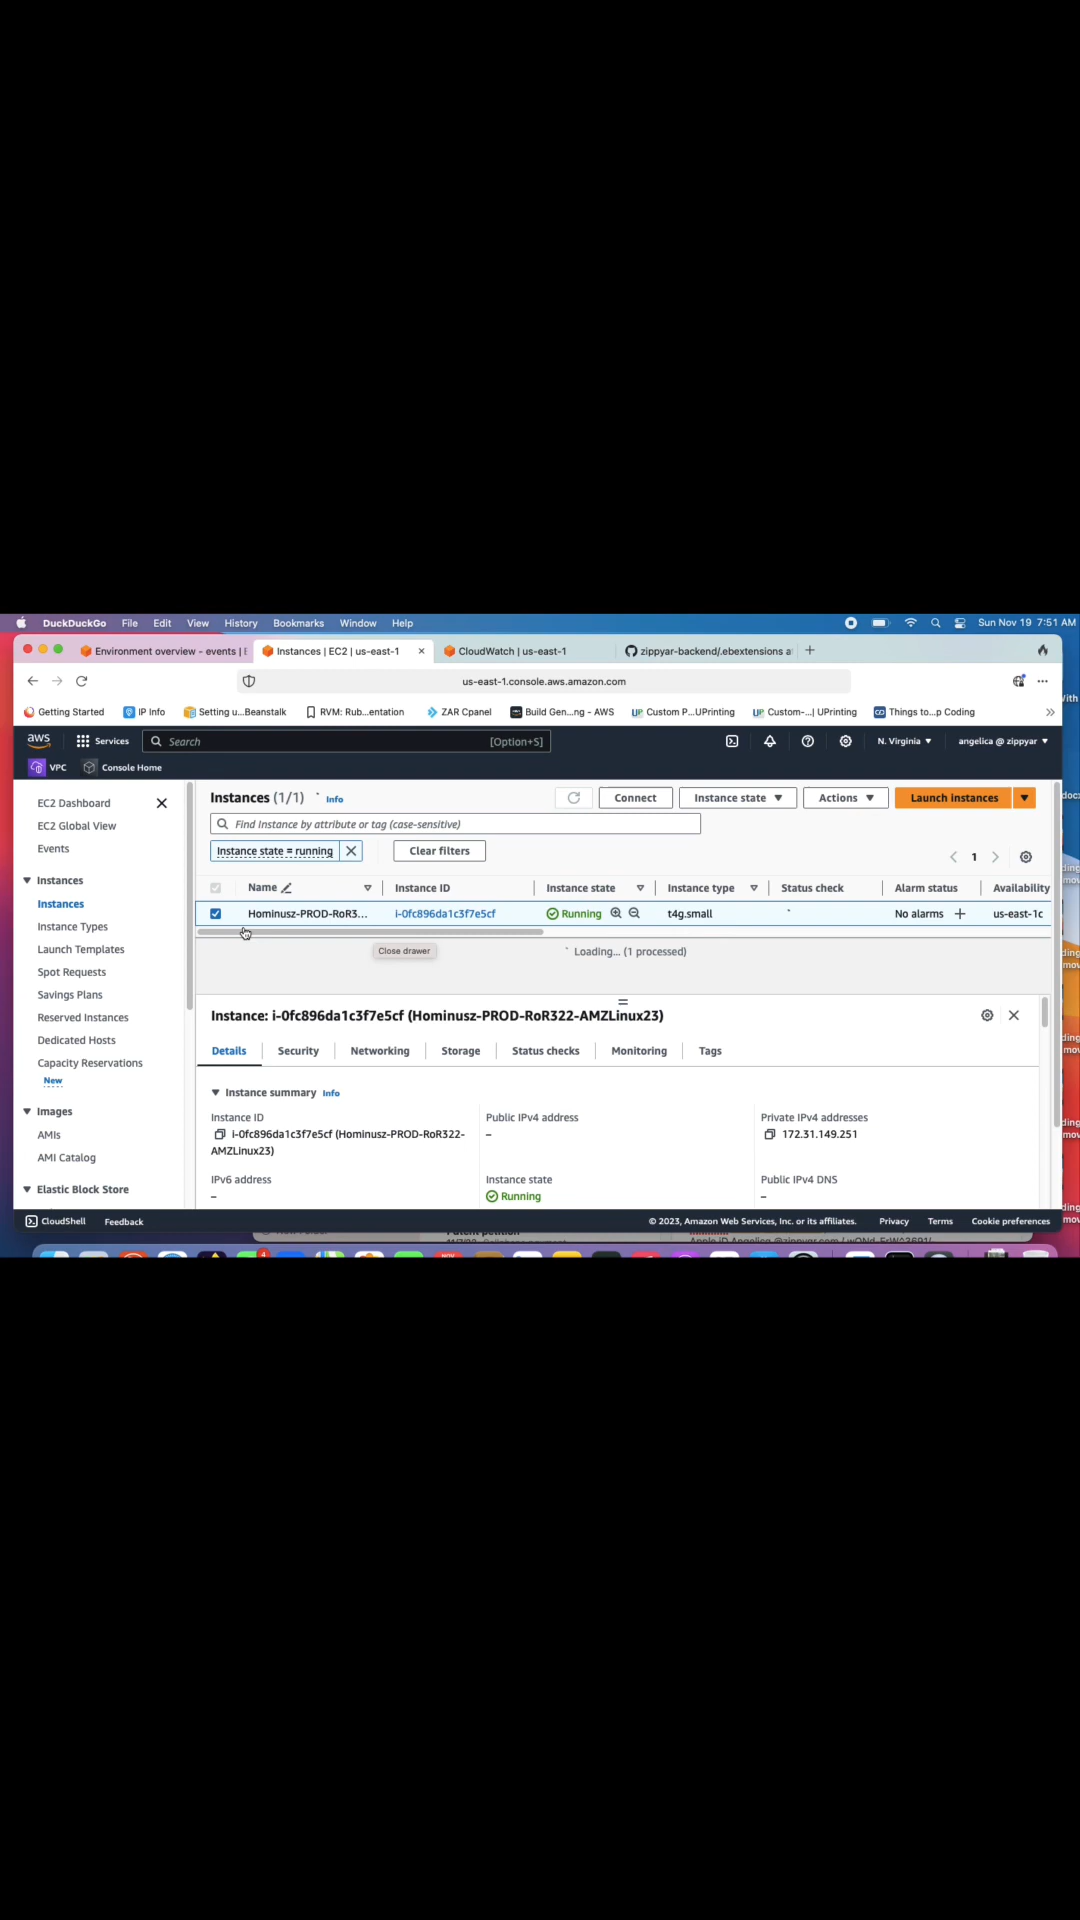 DuckDuckGo File Edit View History Bookmarks Window Help Sun Nov 19 7:51 AM
Environment overview - events | E Instances | EC2 | us-east-1 CloudWatch | us-east-1 zippyar-backend/.ebextensions a
us-east-1.console.aws.amazon.com
Getting Started IP Info Setting u...Beanstalk RVM: Rub...entation ZAR Cpanel Build Gen...ng - AWS UP Custom P...UPrinting UP Custom-...| UPrinting Things to...p Coding
aws Services Search [Option+S] N. Virginia angelica @ zippyar
VPC Console Home
EC2 Dashboard
EC2 Global View
Events
Instances
Instances
Instance Types
Launch Templates
Spot Requests
Savings Plans
Reserved Instances
Dedicated Hosts
Capacity Reservations
New
Images
AMIs
AMI Catalog
Elastic Block Store
Instances (1/1) Info Connect Instance state Actions Launch instances
Find Instance by attribute or tag (case-sensitive)
Instance state = running Clear filters
1
Name Instance ID Instance state Instance type Status check Alarm status Availability
Hominusz-PROD-RoR3... i-0fc896da1c3f7e5cf Running t4g.small No alarms us-east-1c
Close drawer Loading... (1 processed)
Instance: i-0fc896da1c3f7e5cf (Hominusz-PROD-RoR322-AMZLinux23)
Details Security Networking Storage Status checks Monitoring Tags
Instance summary Info
Instance ID Public IPv4 address Private IPv4 addresses
i-0fc896da1c3f7e5cf (Hominusz-PROD-RoR322-AMZLinux23) – 172.31.149.251
IPv6 address Instance state Public IPv4 DNS
– Running –
CloudShell Feedback © 2023, Amazon Web Services, Inc. or its affiliates. Privacy Terms Cookie preferences